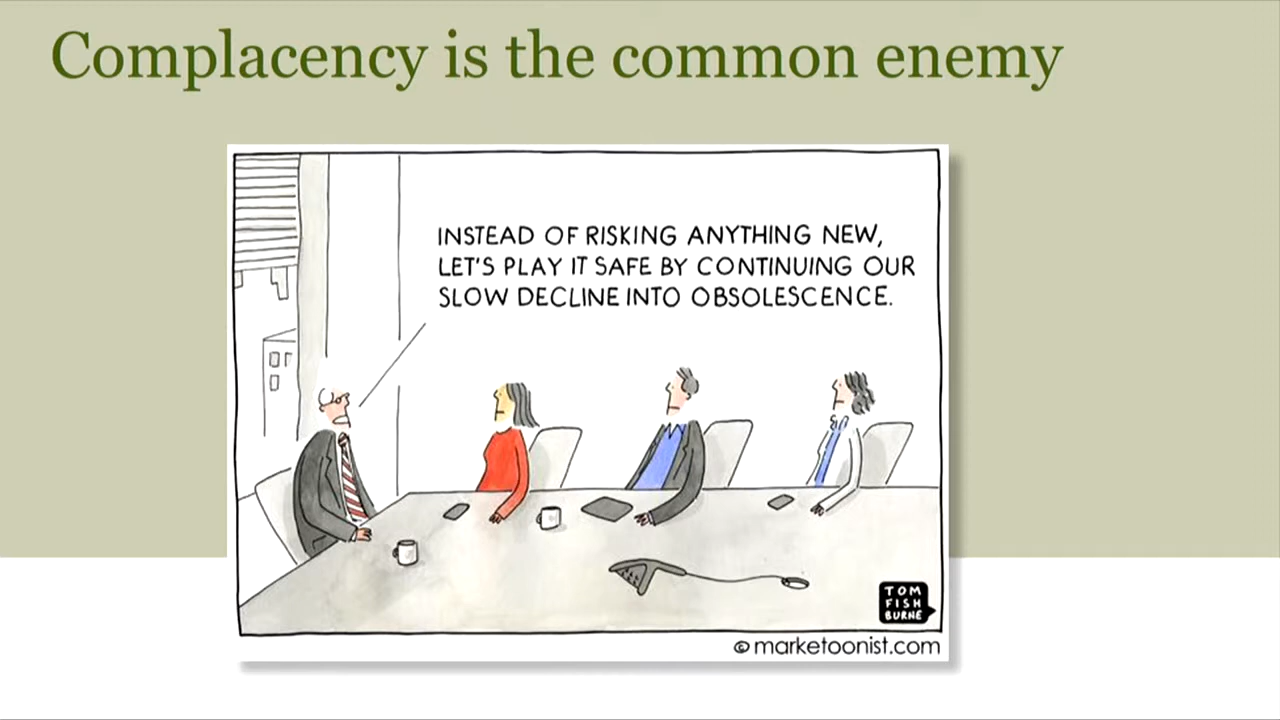 Complacency is the common enemy
INSTEAD OF RISKING ANYTHING NEW,
LET'S PLAY IT SAFE BY CONTINUING OUR
SLOW DECLINE INTO OBSOLESCENCE.
TOM
FISH
BURNE
© marketoonist.com